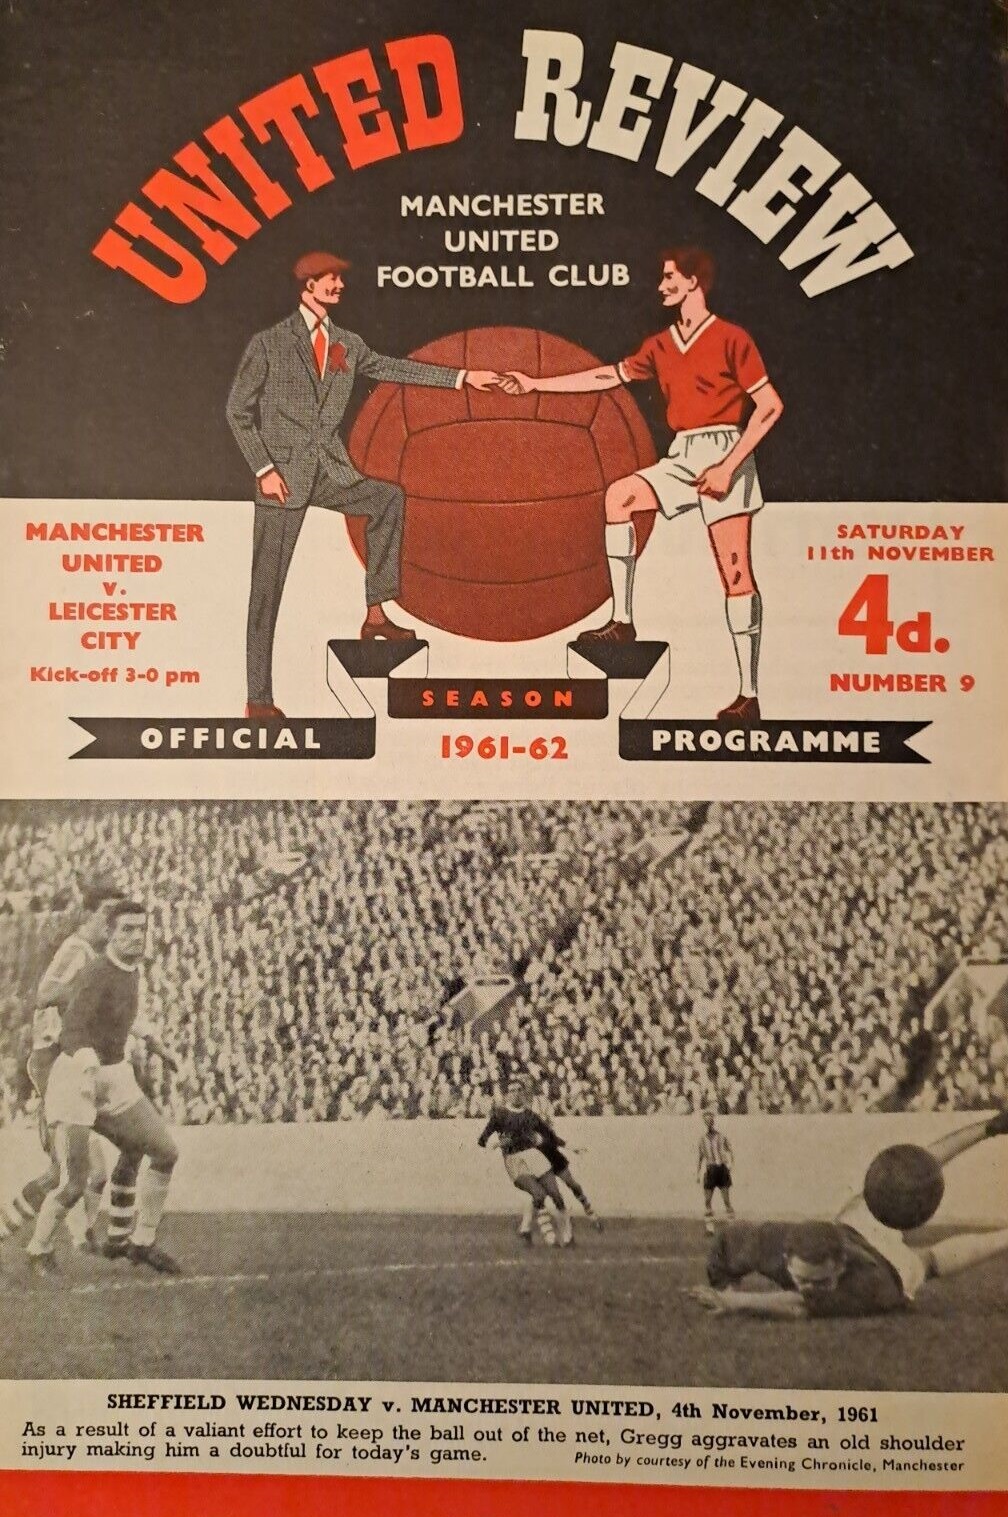 UNITED REVIEW
MANCHESTER
UNITED
FOOTBALL CLUB
MANCHESTER
UNITED
v.
LEICESTER
CITY
Kick-off 3-0 pm
SATURDAY
11th NOVEMBER
4d.
NUMBER 9
SEASON
OFFICIAL
1961-62
PROGRAMME
SHEFFIELD WEDNESDAY v. MANCHESTER UNITED, 4th November, 1961
As a result of a valiant effort to keep the ball out of the net, Gregg aggravates an old shoulder
injury making him a doubtful for today's game.
Photo by courtesy of the Evening Chronicle, Manchester